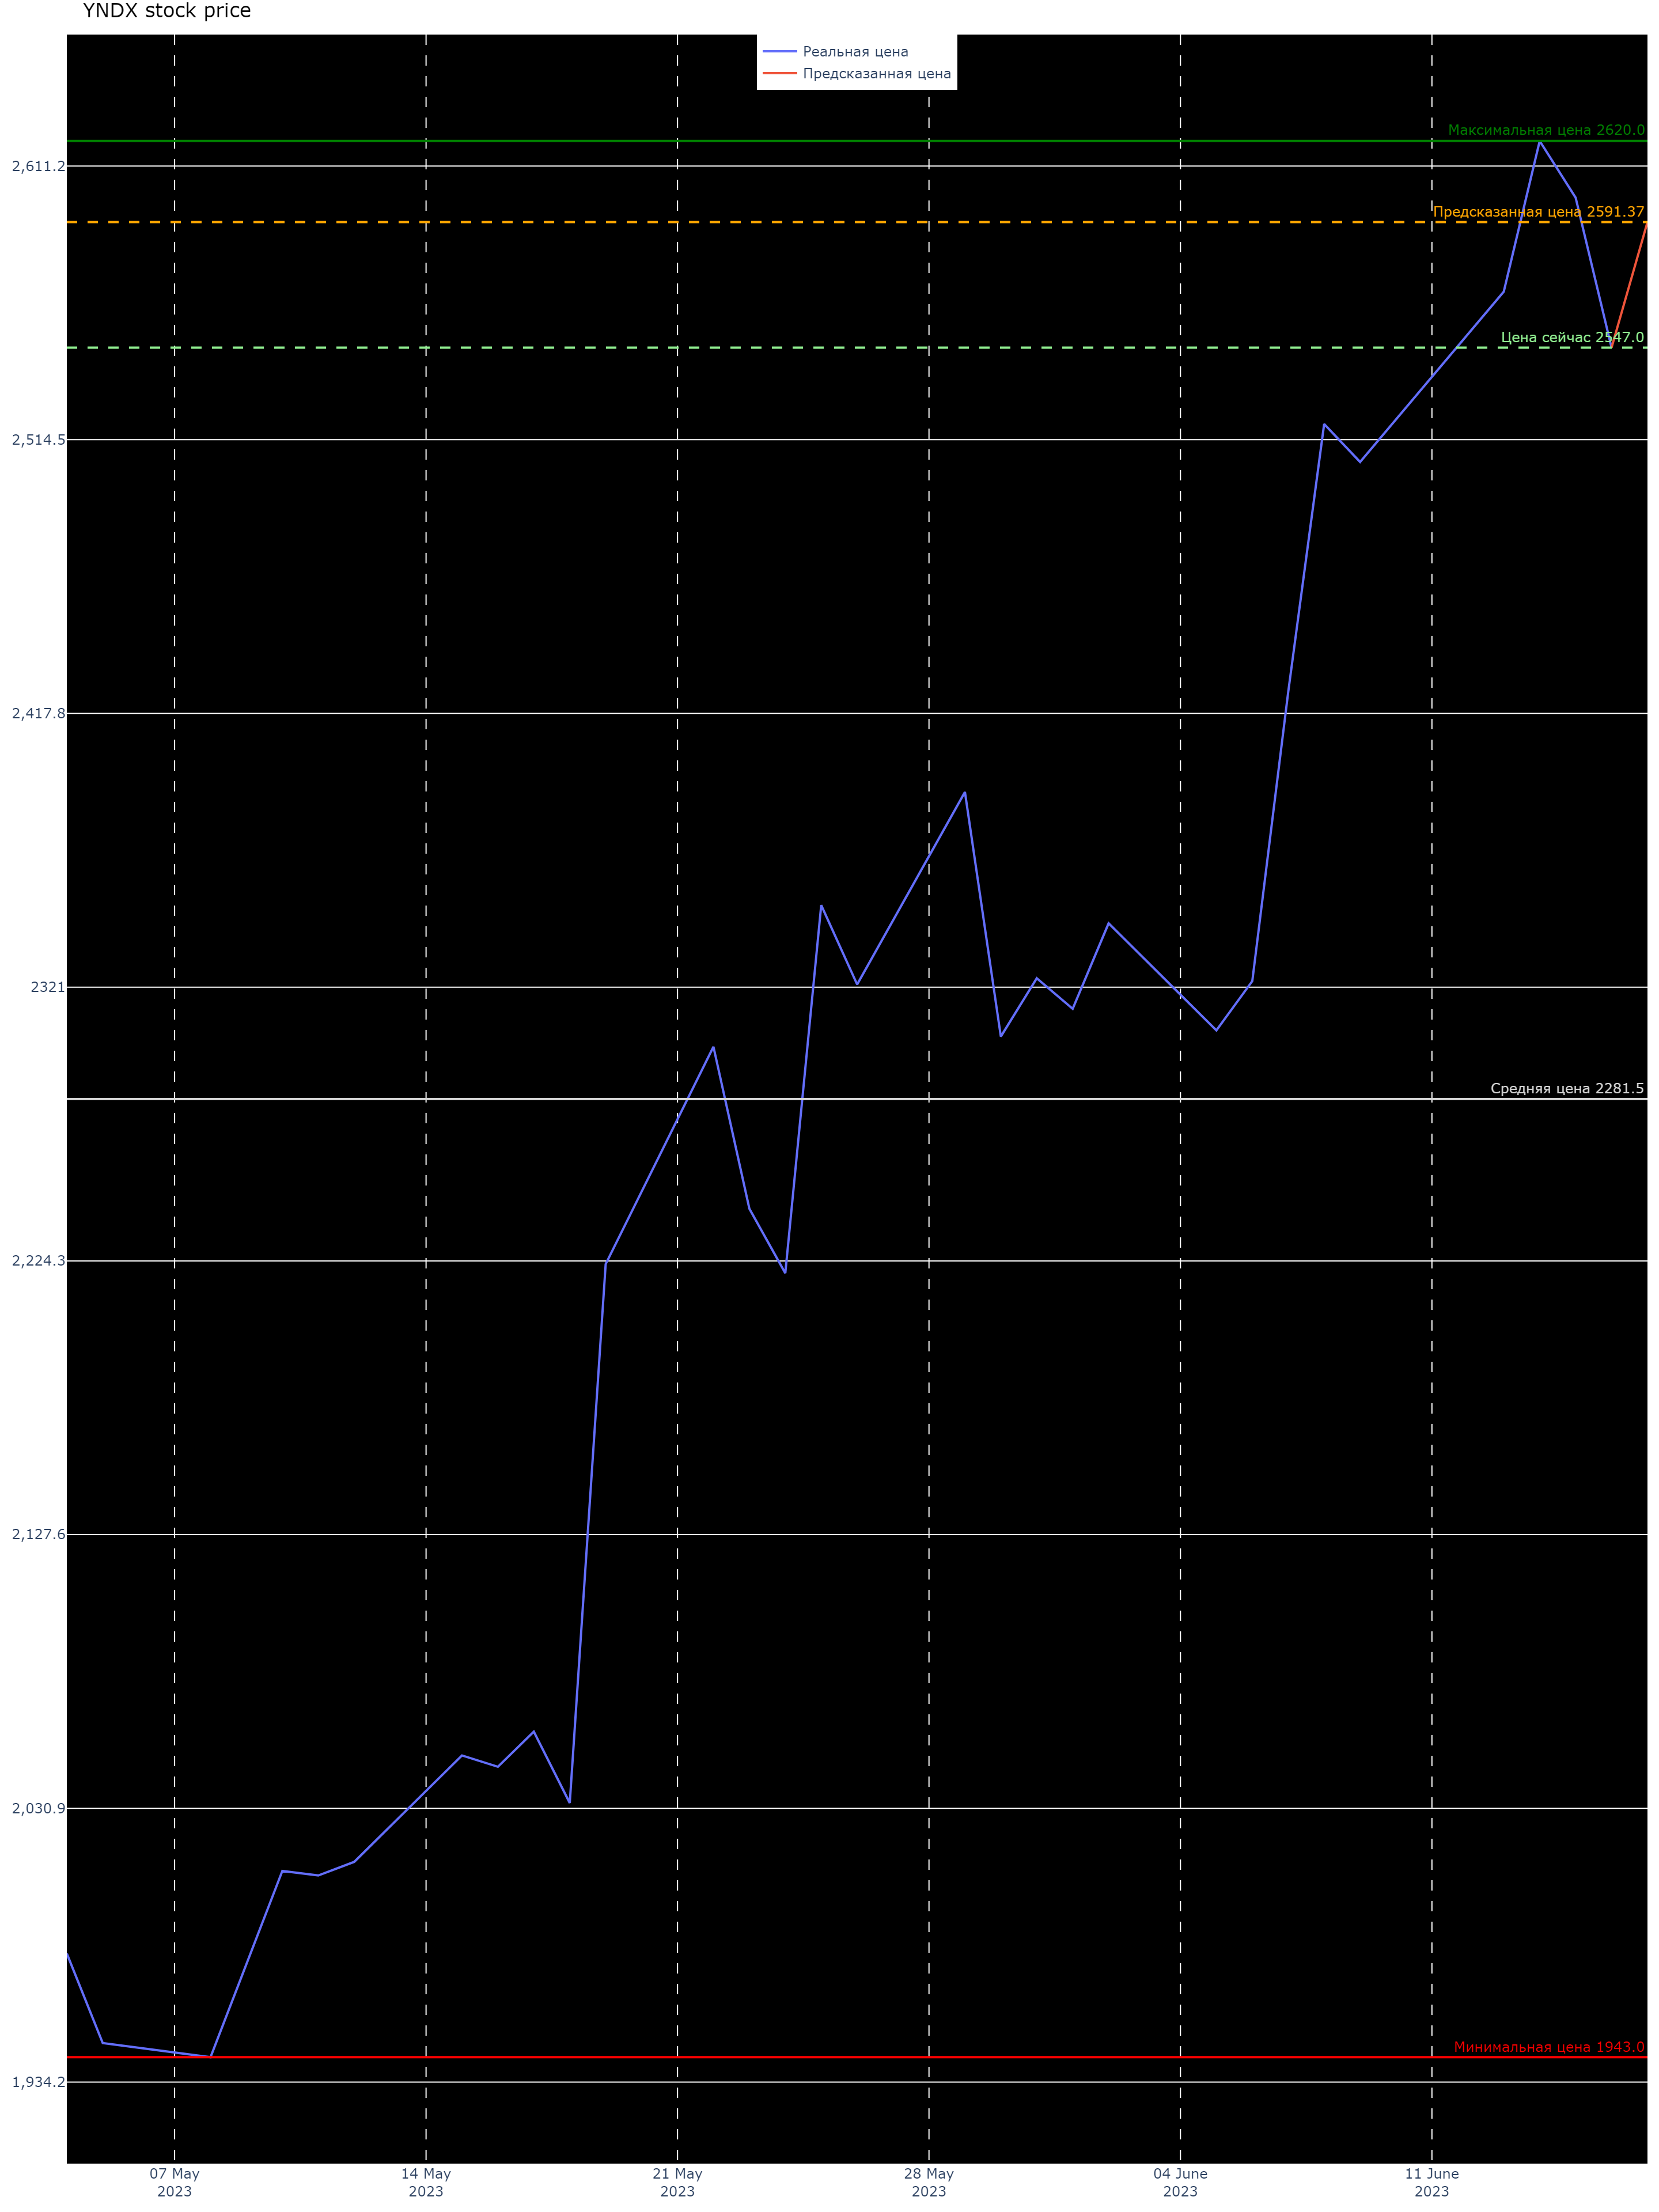 YNDX stock price
Реальная цена
Предсказанная цена
Максимальная цена 2620.0
2,611.2
Предсказанная цена 2591.37
Цена сейчас 2547.0
2,514.5
2,417.8
2321
Средняя цена 2281.5
2,224.3
2,127.6
2,030.9
Минимальная цена 1943.0
1,934.2
07 May
2023
14 May
2023
21 May
2023
28 May
2023
04 June
2023
11 June
2023